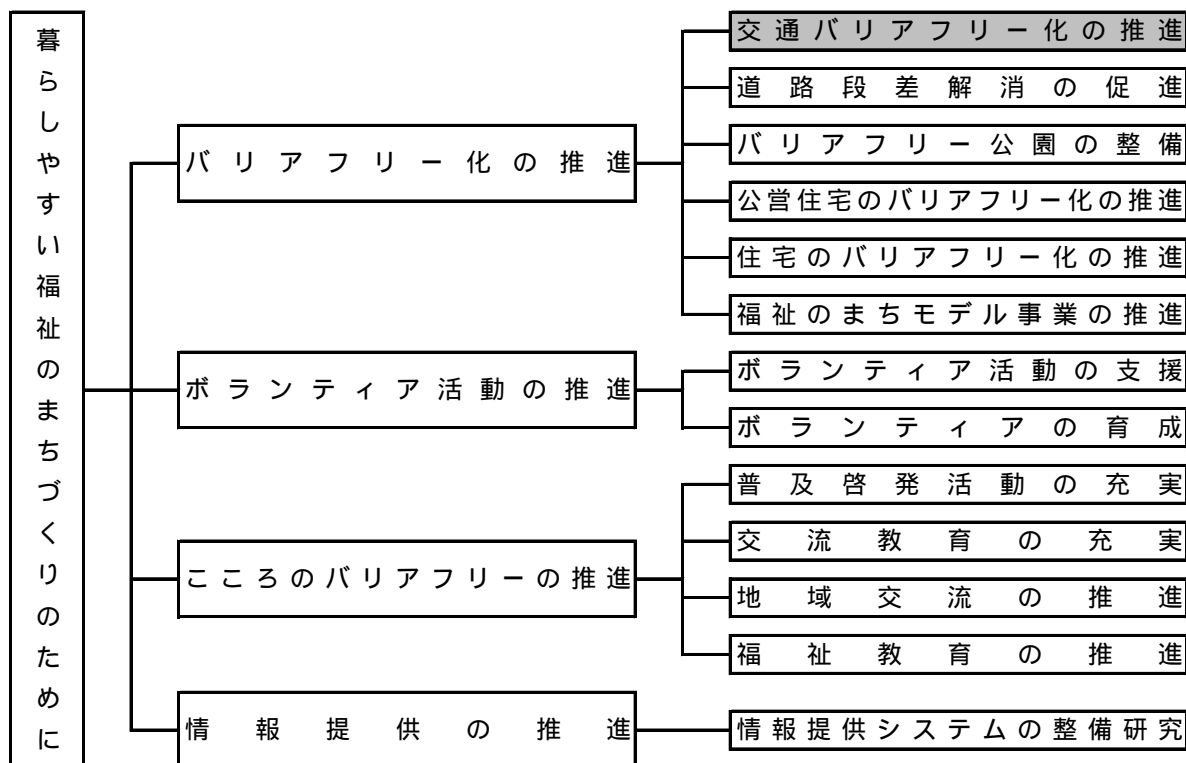 暮らしやすい福祉のまちづくりのために
バリアフリー化の推進
交通バリアフリー化の推進
道路段差解消の促進
バリアフリー公園の整備
公営住宅のバリアフリー化の推進
住宅のバリアフリー化の推進
福祉のまちモデル事業の推進
ボランティア活動の推進
ボランティア活動の支援
ボランティアの育成
こころのバリアフリーの推進
普及啓発活動の充実
交流教育の充実
地域交流の推進
福祉教育の推進
情報提供の推進
情報提供システムの整備研究